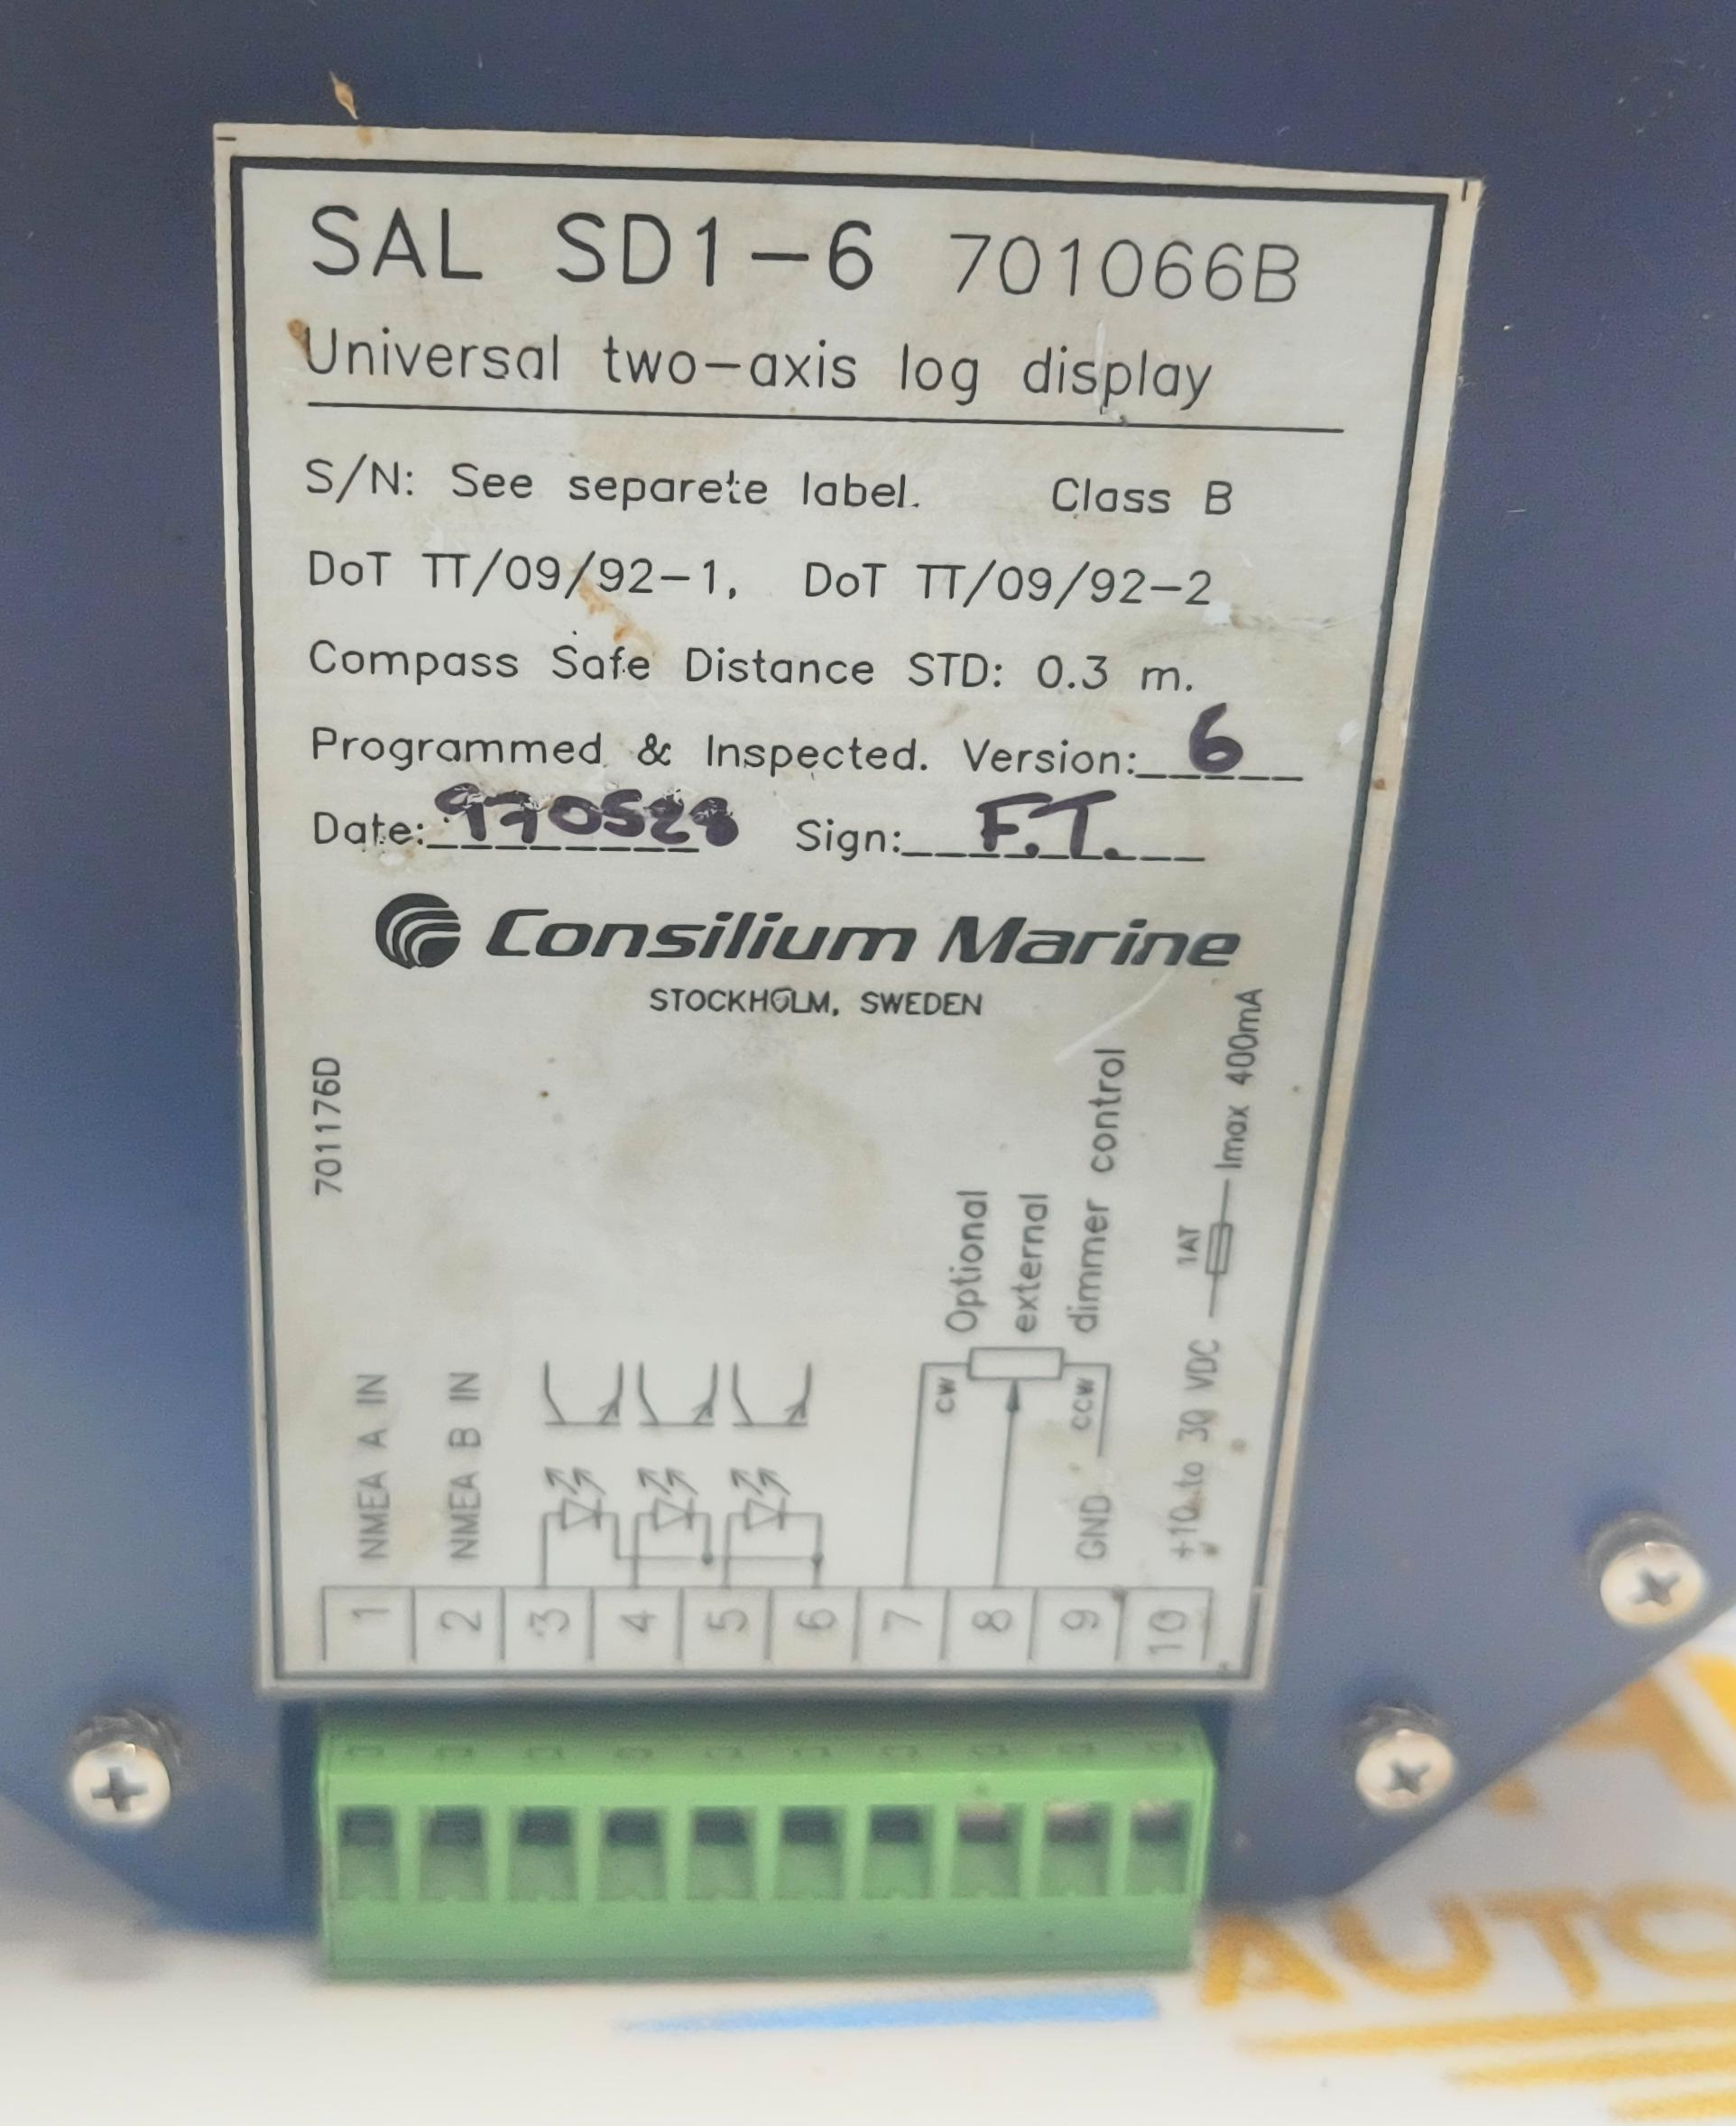 SAL SD1-6 701066B
Universal two-axis log display
S/N: See separete label. Class B
DoT TT/09/92-1, DoT TT/09/92-2
Compass Safe Distance STD: 0.3 m.
Programmed & Inspected. Version: 6
Date: 970528 Sign: F.T.
Consilium Marine
STOCKHOLM, SWEDEN
701176D
NMEA A IN
NMEA B IN
Optional
external
dimmer control
CW
CCW
GND
+10 to 30 VDC
1AT
Imax 400mA
1 2 3 4 5 6 7 8 9 10
AUTO